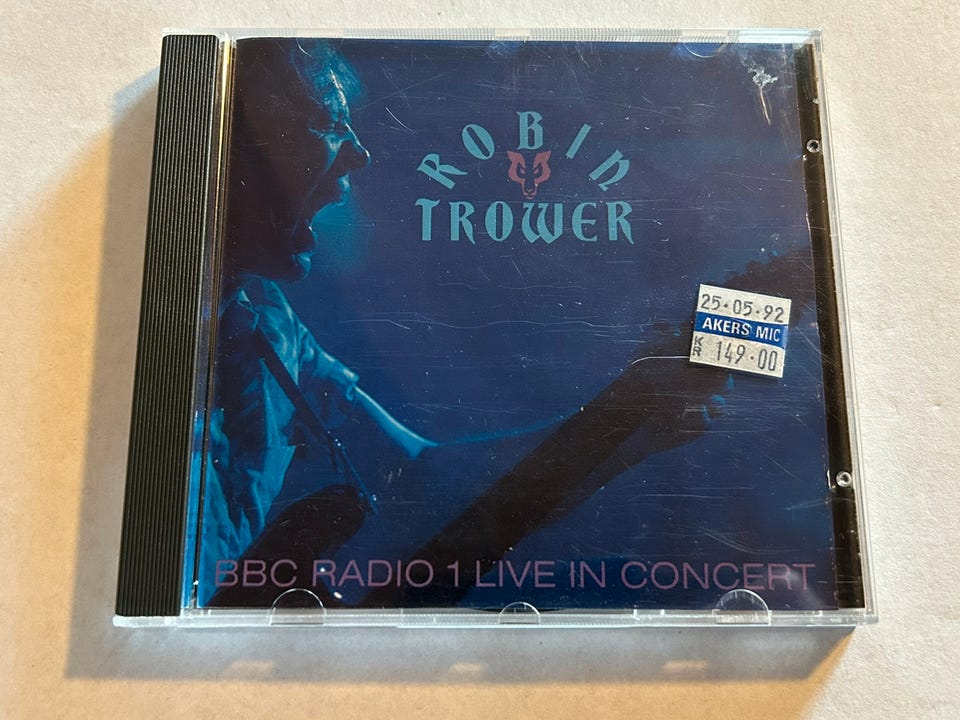 ROBIN
TROWER
25·05·92
AKERS MIC
KR 149·00
BBC RADIO 1 LIVE IN CONCERT